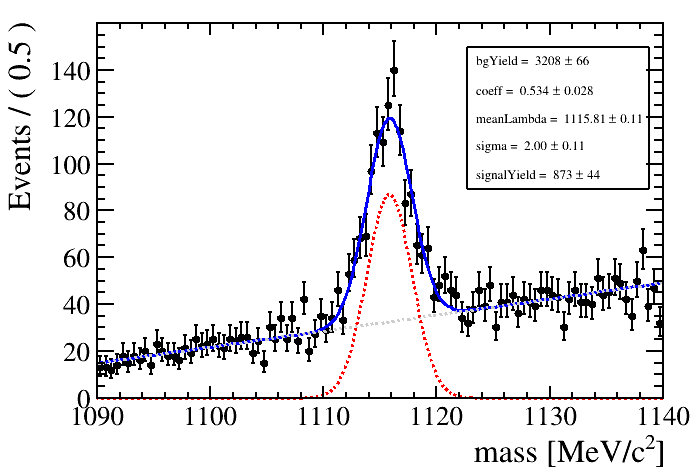 Events / ( 0.5 )
140
120
100
80
60
40
20
0
bgYield = 3208 ± 66
coeff = 0.534 ± 0.028
meanLambda = 1115.81 ± 0.11
sigma = 2.00 ± 0.11
signalYield = 873 ± 44
1090 1100 1110 1120 1130 1140
mass [MeV/c²]